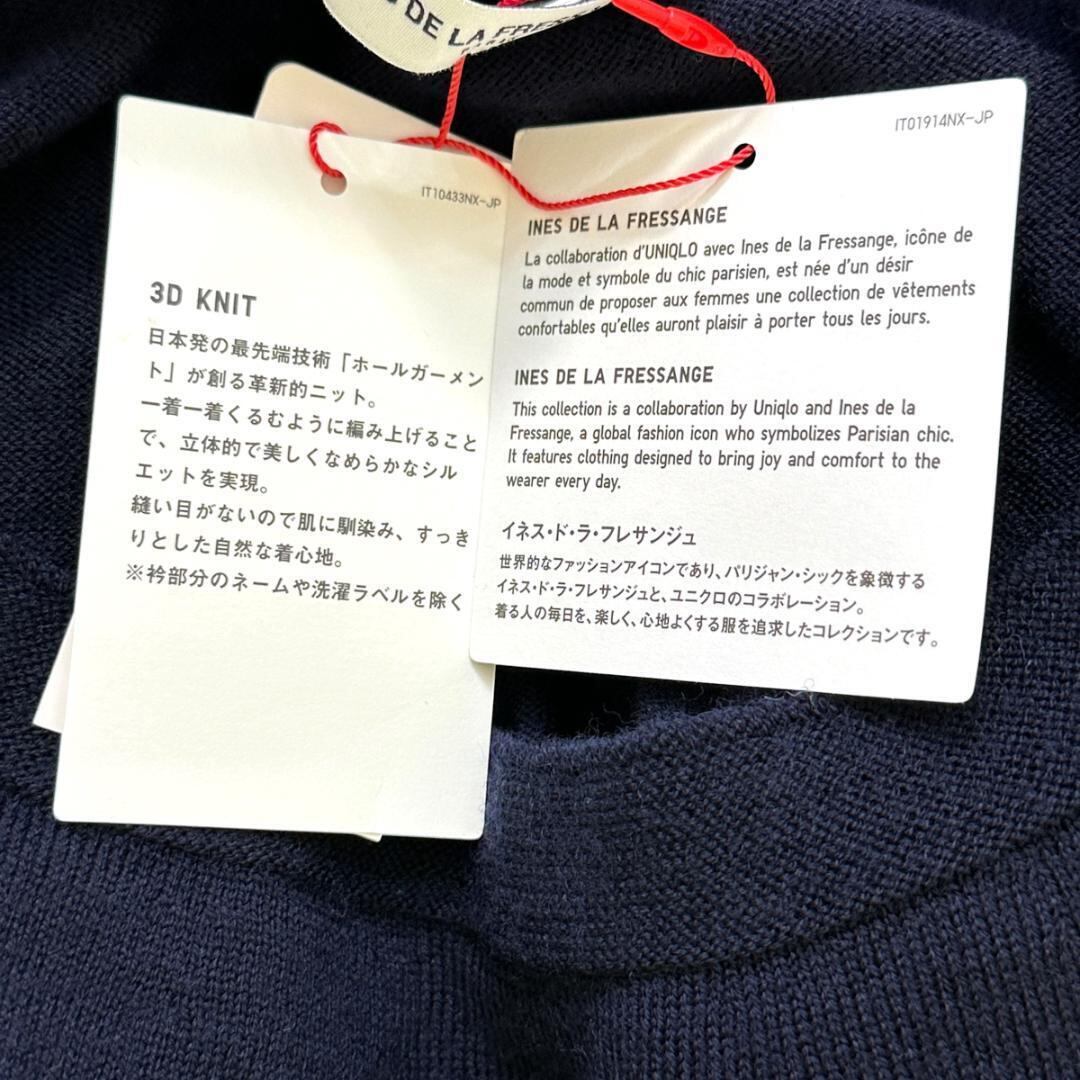 DE LA
IT10433NX-JP
3D KNIT
日本発の最先端技術「ホールガーメン
ト」が創る革新的ニット。
一着一着くるむように編み上げること
で、立体的で美しくなめらかなシル
エットを実現。
縫い目がないので肌に馴染み、すっき
りとした自然な着心地。
※衿部分のネームや洗濯ラベルを除く
IT01914NX-JP
INES DE LA FRESSANGE
La collaboration d'UNIQLO avec Ines de la Fressange, icône de
la mode et symbole du chic parisien, est née d'un désir
commun de proposer aux femmes une collection de vêtements
confortables qu'elles auront plaisir à porter tous les jours.
INES DE LA FRESSANGE
This collection is a collaboration by Uniqlo and Ines de la
Fressange, a global fashion icon who symbolizes Parisian chic.
It features clothing designed to bring joy and comfort to the
wearer every day.
イネス・ド・ラ・フレサンジュ
世界的なファッションアイコンであり、パリジャン・シックを象徴する
イネス・ド・ラ・フレサンジュと、ユニクロのコラボレーション。
着る人の毎日を、楽しく、心地よくする服を追求したコレクションです。